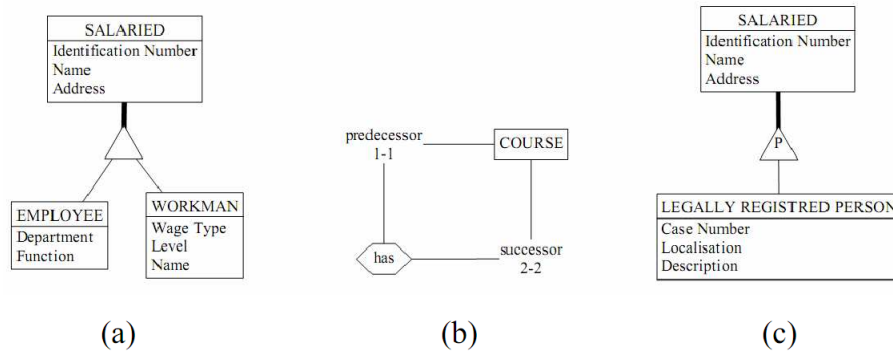 SALARIED
Identification Number
Name
Address
EMPLOYEE
Department
Function
WORKMAN
Wage Type
Level
Name
(a)
predecessor
1-1
COURSE
has
successor
2-2
(b)
SALARIED
Identification Number
Name
Address
P
LEGALLY REGISTRED PERSON
Case Number
Localisation
Description
(c)